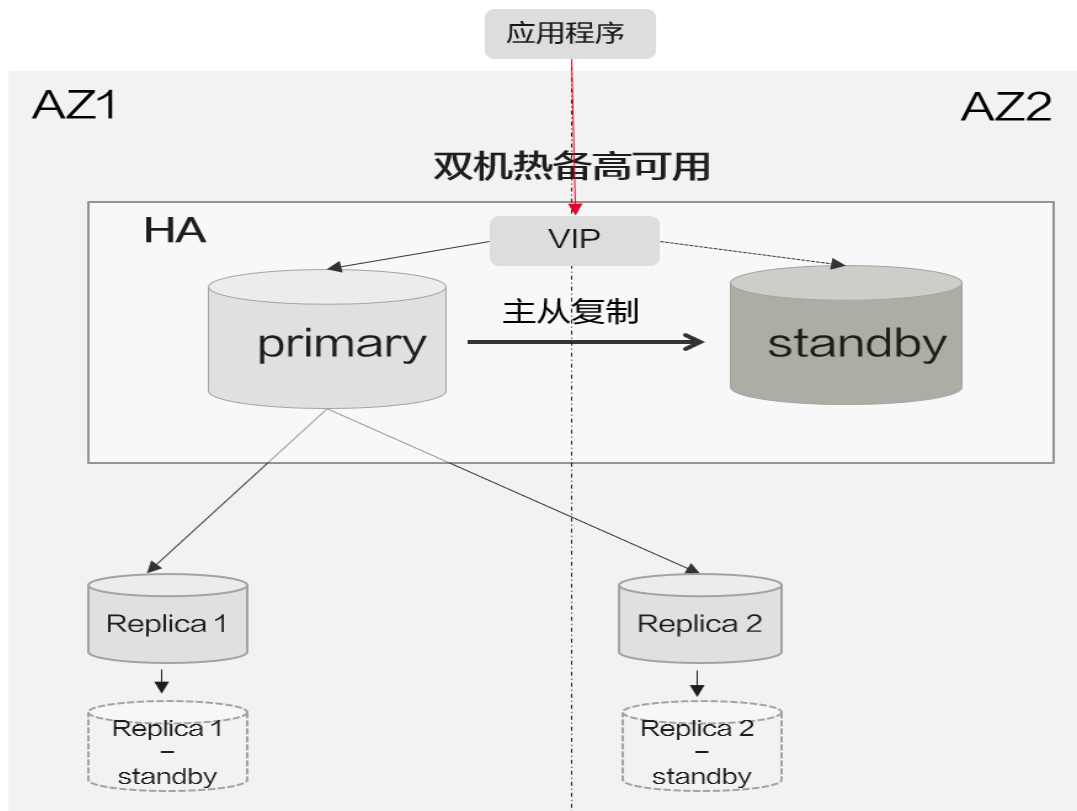 应用程序
AZ1
AZ2
双机热备高可用
HA
VIP
主从复制
primary
standby
Replica 1
Replica 2
Replica 1
–
standby
Replica 2
–
standby